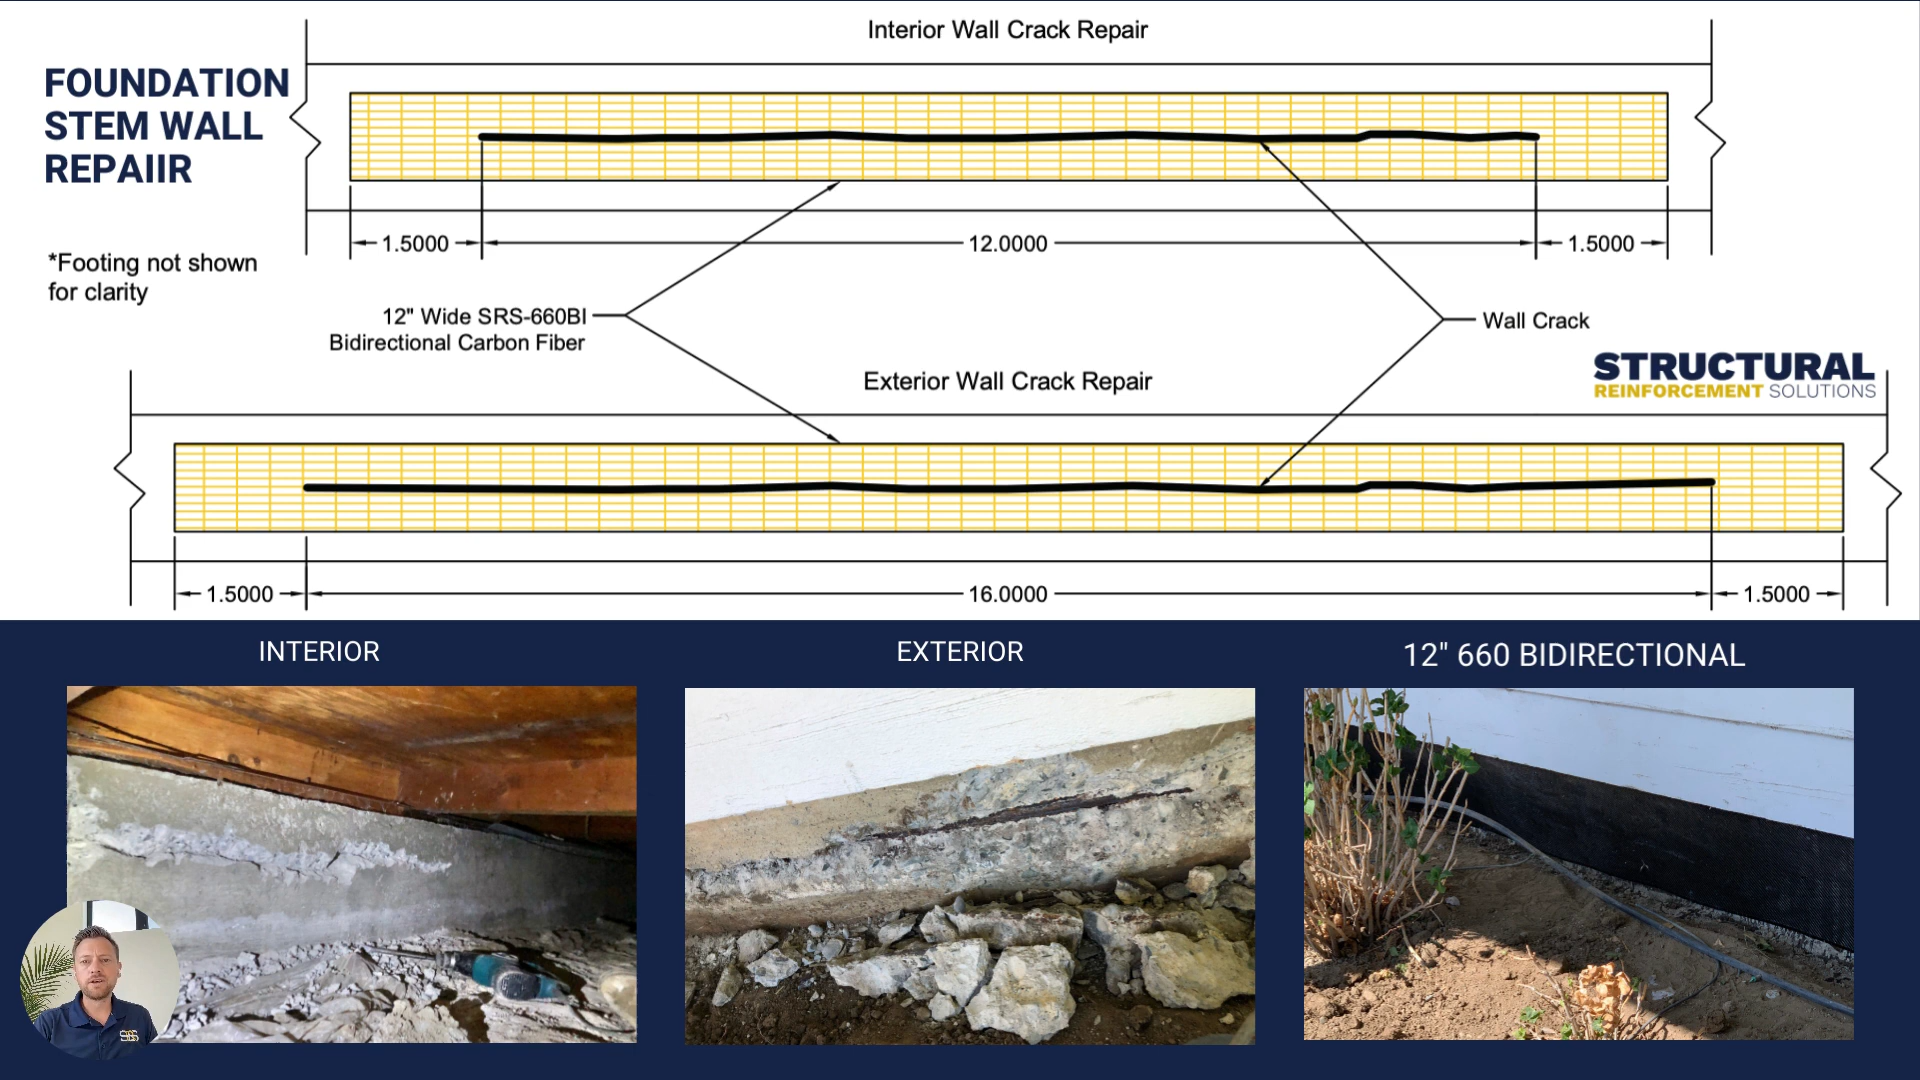 Interior Wall Crack Repair
FOUNDATION
STEM WALL
REPAIIR
1.5000
12.0000
1.5000
*Footing not shown
for clarity
12" Wide SRS-660BI
Bidirectional Carbon Fiber
Wall Crack
STRUCTURAL
REINFORCEMENT SOLUTIONS
Exterior Wall Crack Repair
1.5000
16.0000
1.5000
INTERIOR
EXTERIOR
12" 660 BIDIRECTIONAL
SRS